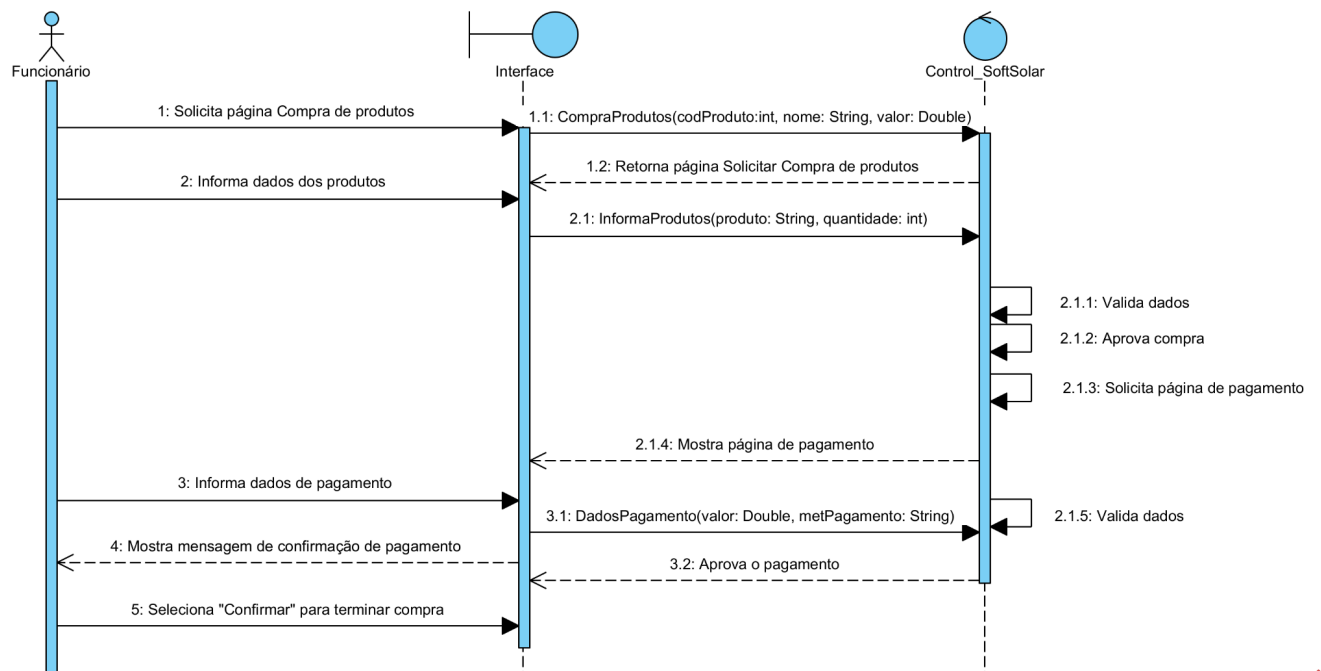 Funcionário
Interface
Control_SoftSolar
1: Solicita página Compra de produtos
1.1: CompraProdutos(codProduto:int, nome: String, valor: Double)
1.2: Retorna página Solicitar Compra de produtos
2: Informa dados dos produtos
2.1: InformaProdutos(produto: String, quantidade: int)
2.1.1: Valida dados
2.1.2: Aprova compra
2.1.3: Solicita página de pagamento
2.1.4: Mostra página de pagamento
3: Informa dados de pagamento
3.1: DadosPagamento(valor: Double, metPagamento: String)
2.1.5: Valida dados
4: Mostra mensagem de confirmação de pagamento
3.2: Aprova o pagamento
5: Seleciona "Confirmar" para terminar compra